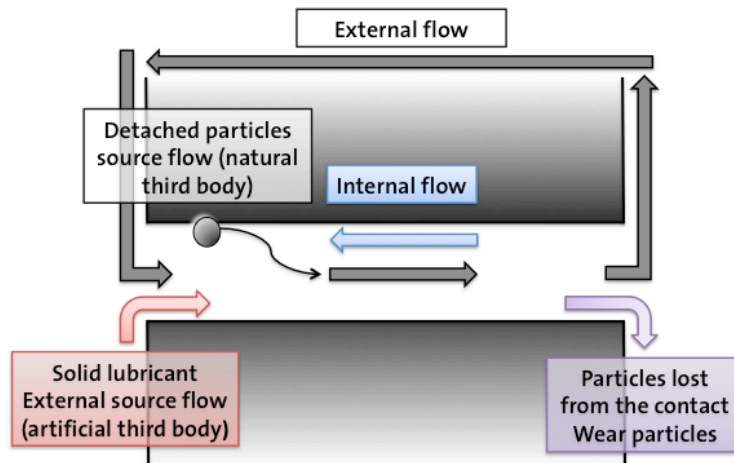 External flow
Detached particles
source flow (natural
third body)
Internal flow
Solid lubricant
External source flow
(artificial third body)
Particles lost
from the contact
Wear particles